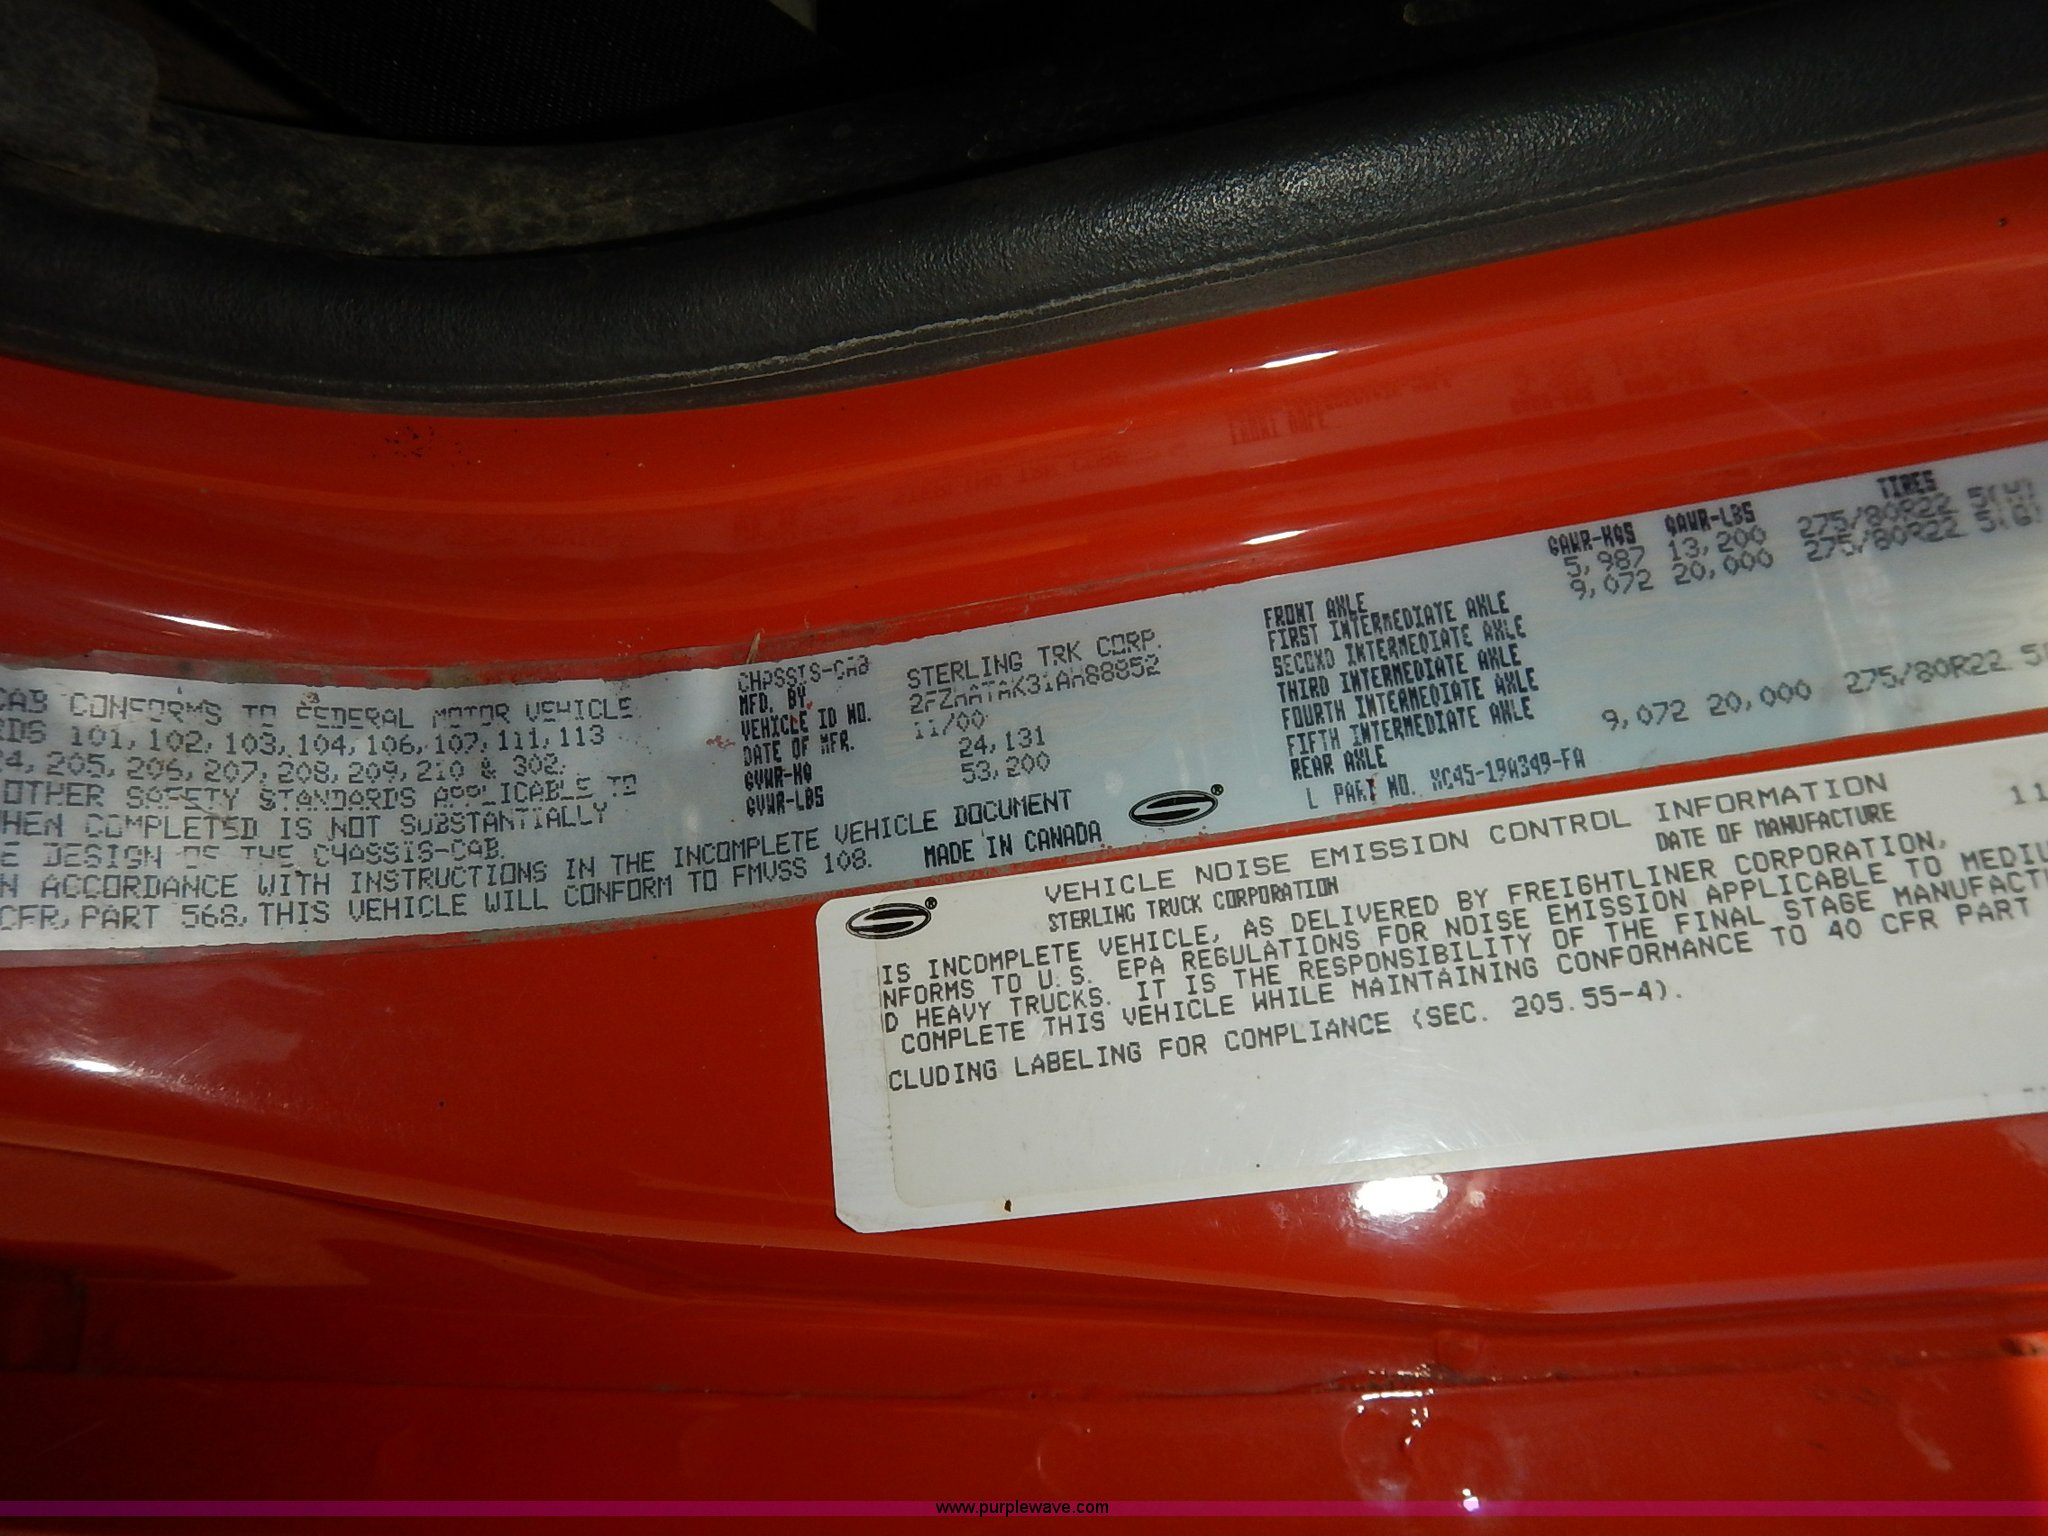 CAB CONFORMS TO FEDERAL MOTOR VEHICLE
RDS 101, 102, 103, 104, 106, 107, 111, 113
4, 205, 206, 207, 208, 209, 210 & 302.
OTHER SAFETY STANDARDS APPLICABLE TO
HEN COMPLETED IS NOT SUBSTANTIALLY
E DESIGN OF THE CHASSIS-CAB.
N ACCORDANCE WITH INSTRUCTIONS IN THE INCOMPLETE VEHICLE DOCUMENT
CFR, PART 568, THIS VEHICLE WILL CONFORM TO FMVSS 108.
MADE IN CANADA
CHASSIS-CAB
MFD. BY STERLING TRK CORP.
VEHICLE ID NO.
DATE OF MFR. 11/00
GVWR-KG 24,131
GVWR-LBS 53,200
GAWR-KGS GAWR-LBS TIRES
FRONT AXLE 5,987 13,200 275/80R22.5
FIRST INTERMEDIATE AXLE 9,072 20,000 275/80R22.5(G)
SECOND INTERMEDIATE AXLE
THIRD INTERMEDIATE AXLE
FOURTH INTERMEDIATE AXLE
FIFTH INTERMEDIATE AXLE
REAR AXLE 9,072 20,000 275/80R22.5
L PART NO. XC45-19A349-FA
VEHICLE NOISE EMISSION CONTROL INFORMATION
STERLING TRUCK CORPORATION DATE OF MANUFACTURE 11
IS INCOMPLETE VEHICLE, AS DELIVERED BY FREIGHTLINER CORPORATION,
NFORMS TO U.S. EPA REGULATIONS FOR NOISE EMISSION APPLICABLE TO MEDIU
D HEAVY TRUCKS. IT IS THE RESPONSIBILITY OF THE FINAL STAGE MANUFACT
COMPLETE THIS VEHICLE WHILE MAINTAINING CONFORMANCE TO 40 CFR PART
CLUDING LABELING FOR COMPLIANCE (SEC. 205.55-4).
www.purplewave.com